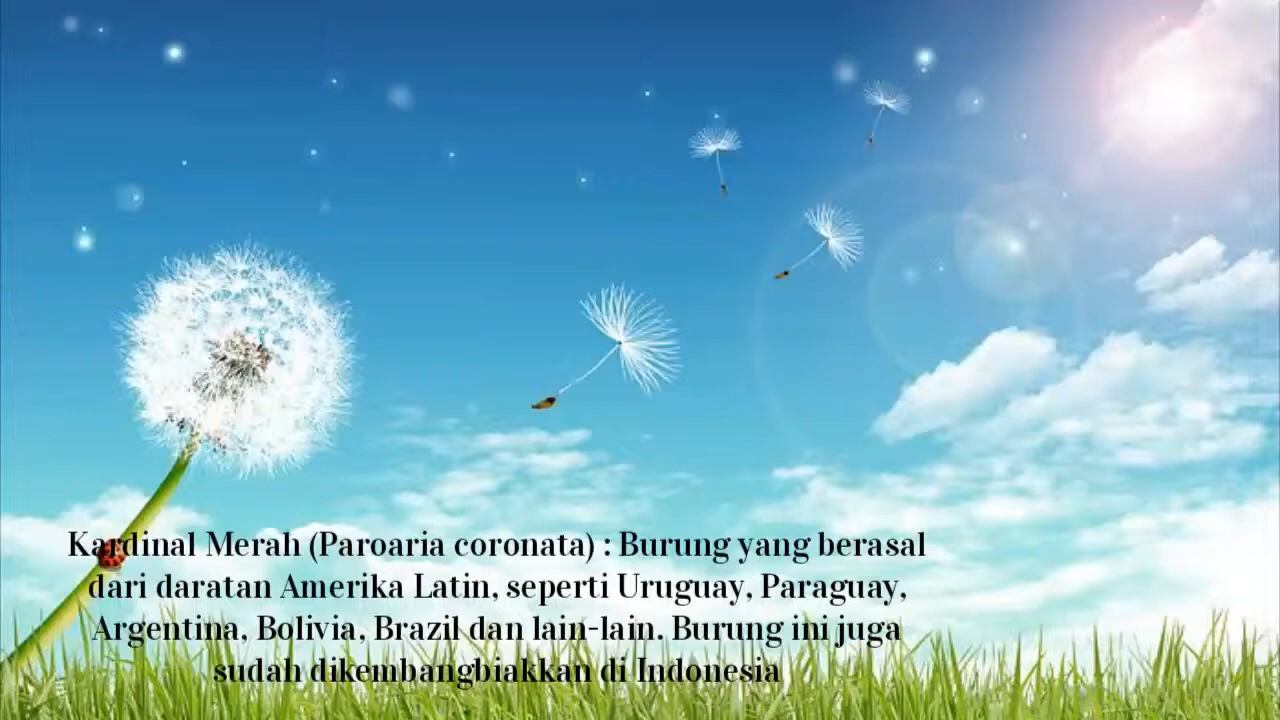 Kardinal Merah (Paroaria coronata) : Burung yang berasal
dari daratan Amerika Latin, seperti Uruguay, Paraguay,
Argentina, Bolivia, Brazil dan lain-lain. Burung ini juga
sudah dikembangbiakkan di Indonesia